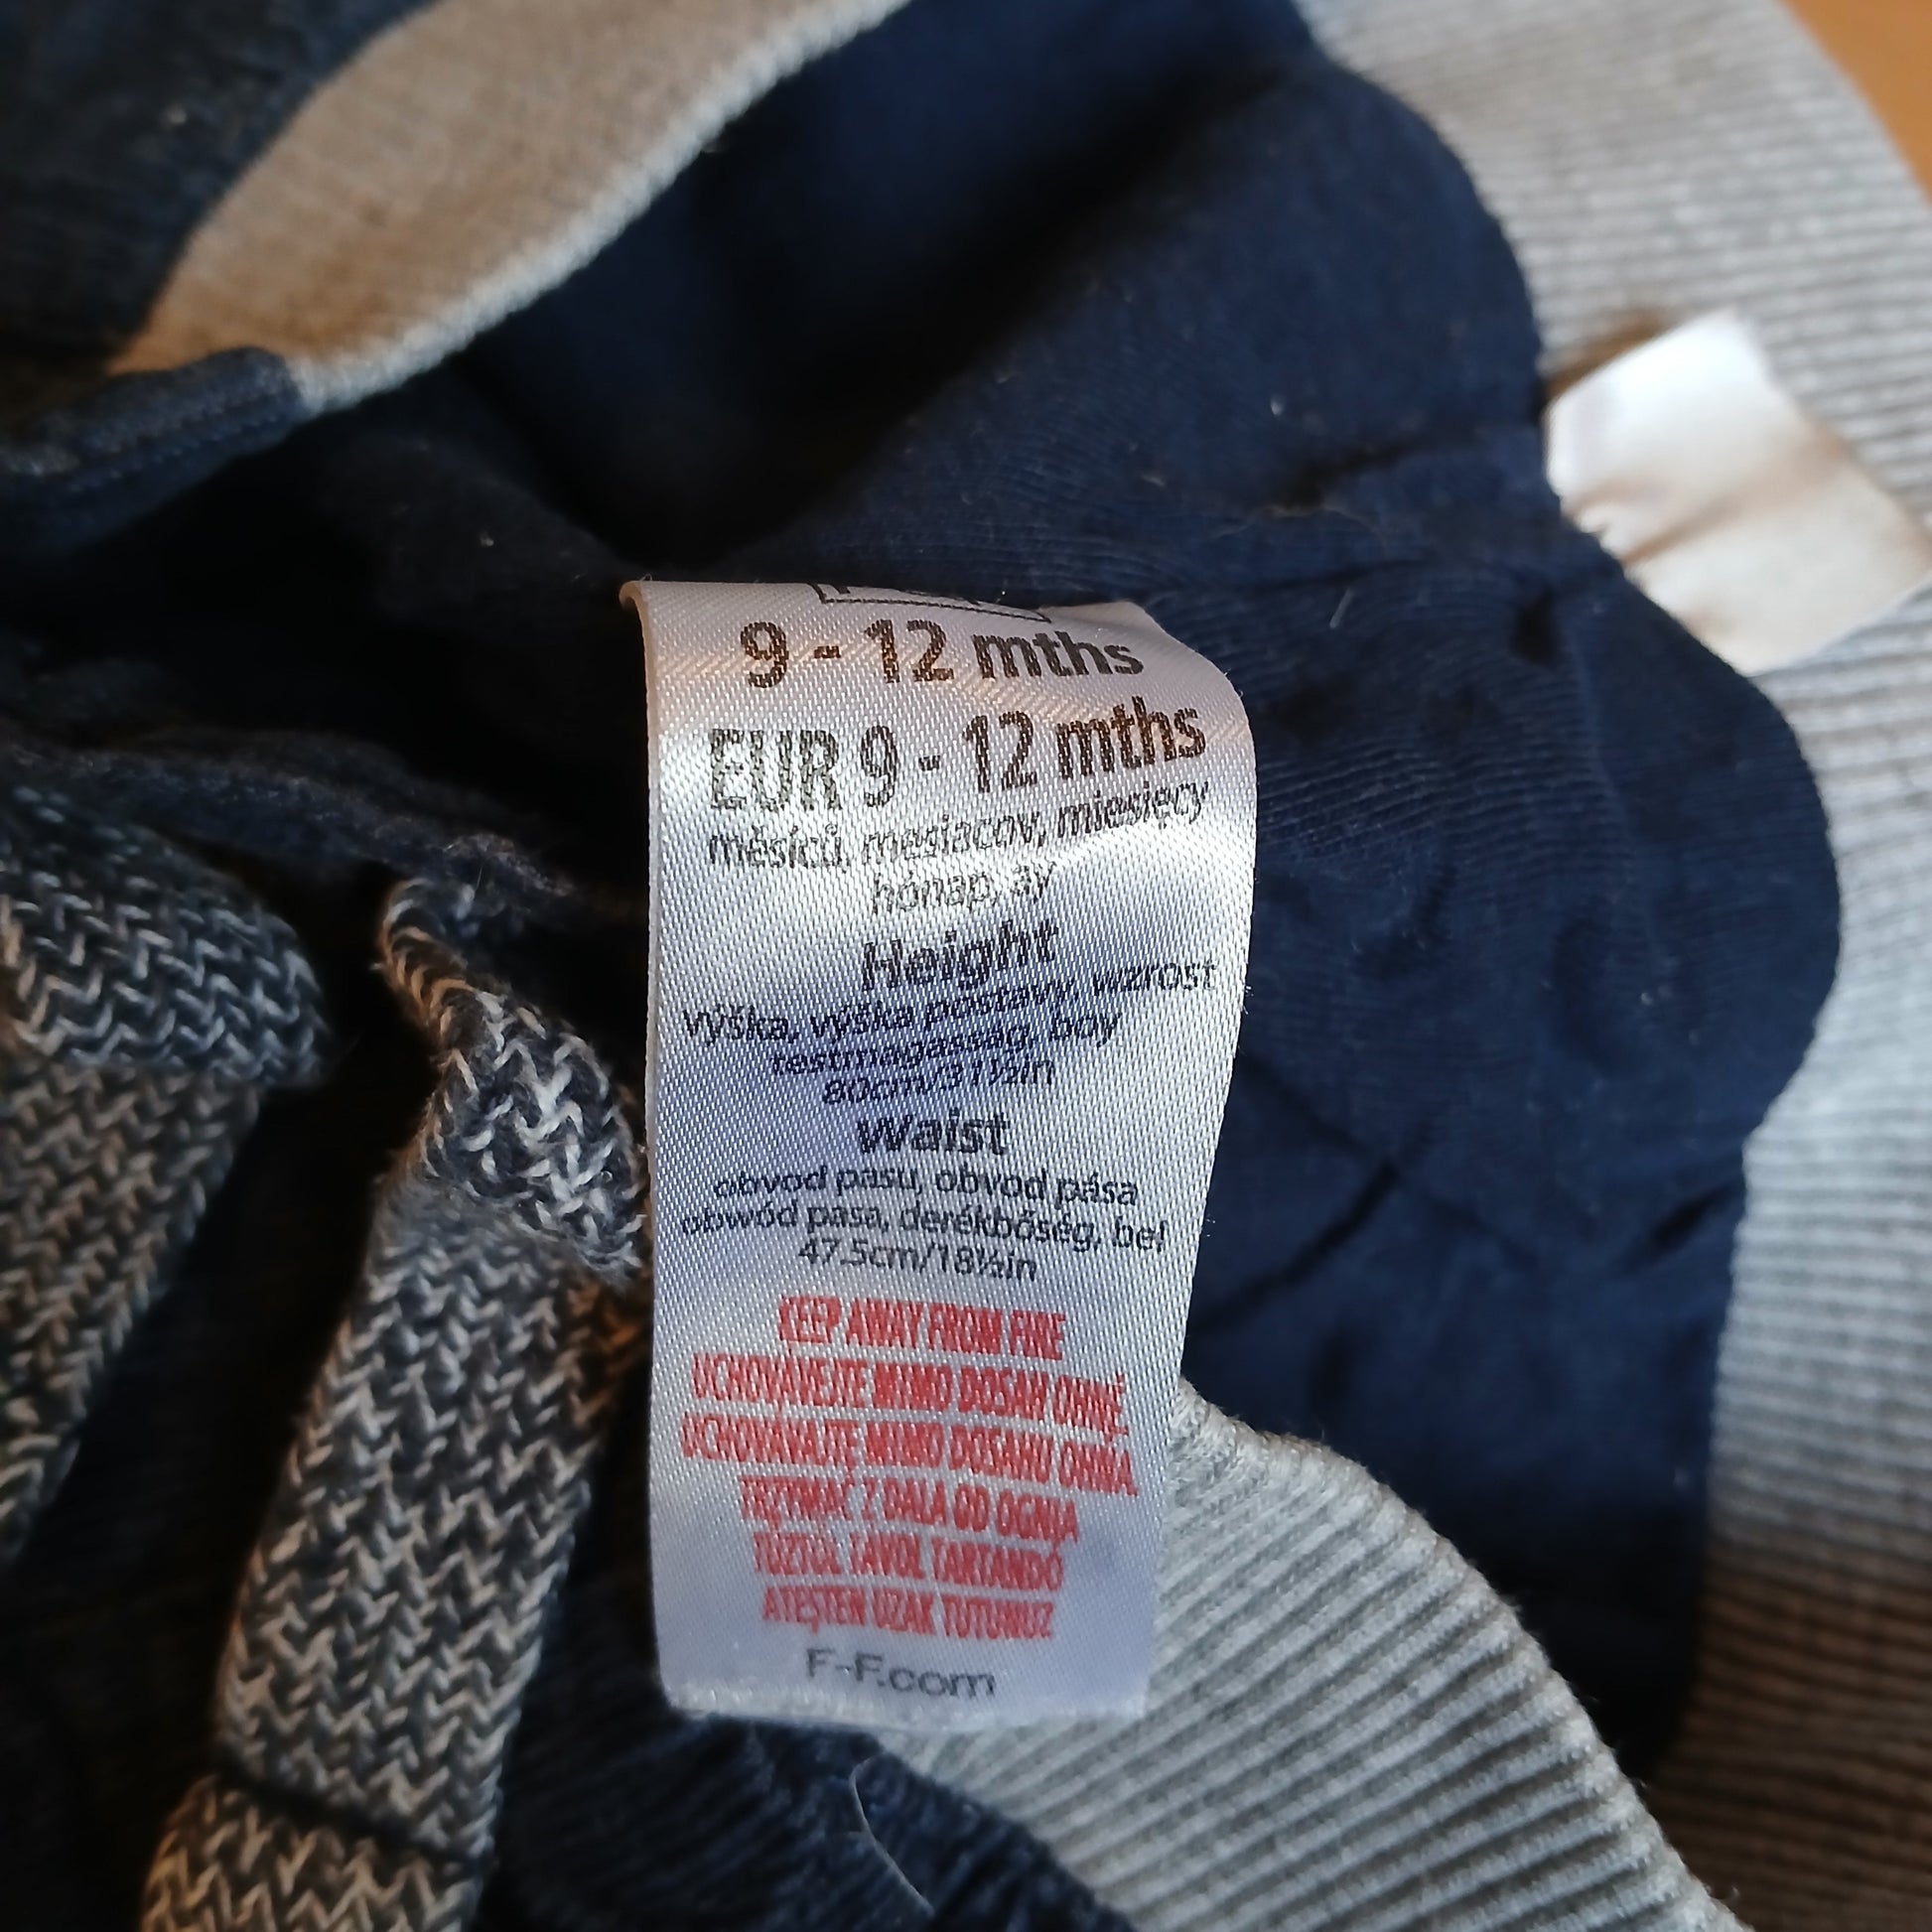 9 - 12 mths
EUR 9 - 12 mths
měsíců, mesiacov, miesięcy
hónap, ay
Height
výška, výška postavy, wzrost
testmagasság, boy
80cm/31½in
Waist
obvod pasu, obvod pása
obwód pasa, derékbőség, bel
47.5cm/18½in
KEEP AWAY FROM FIRE
UCHOVÁVEJTE MIMO DOSAH OHNĚ
UCHOVÁVAJTE MIMO DOSAHU OHŇA
TRZYMAĆ Z DALA OD OGNIA
TŰZTŐL TÁVOL TARTANDÓ
ATEŞTEN UZAK TUTUNUZ
F-F.com